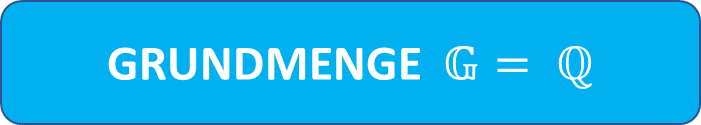 GRUNDMENGE 𝔾 = ℚ